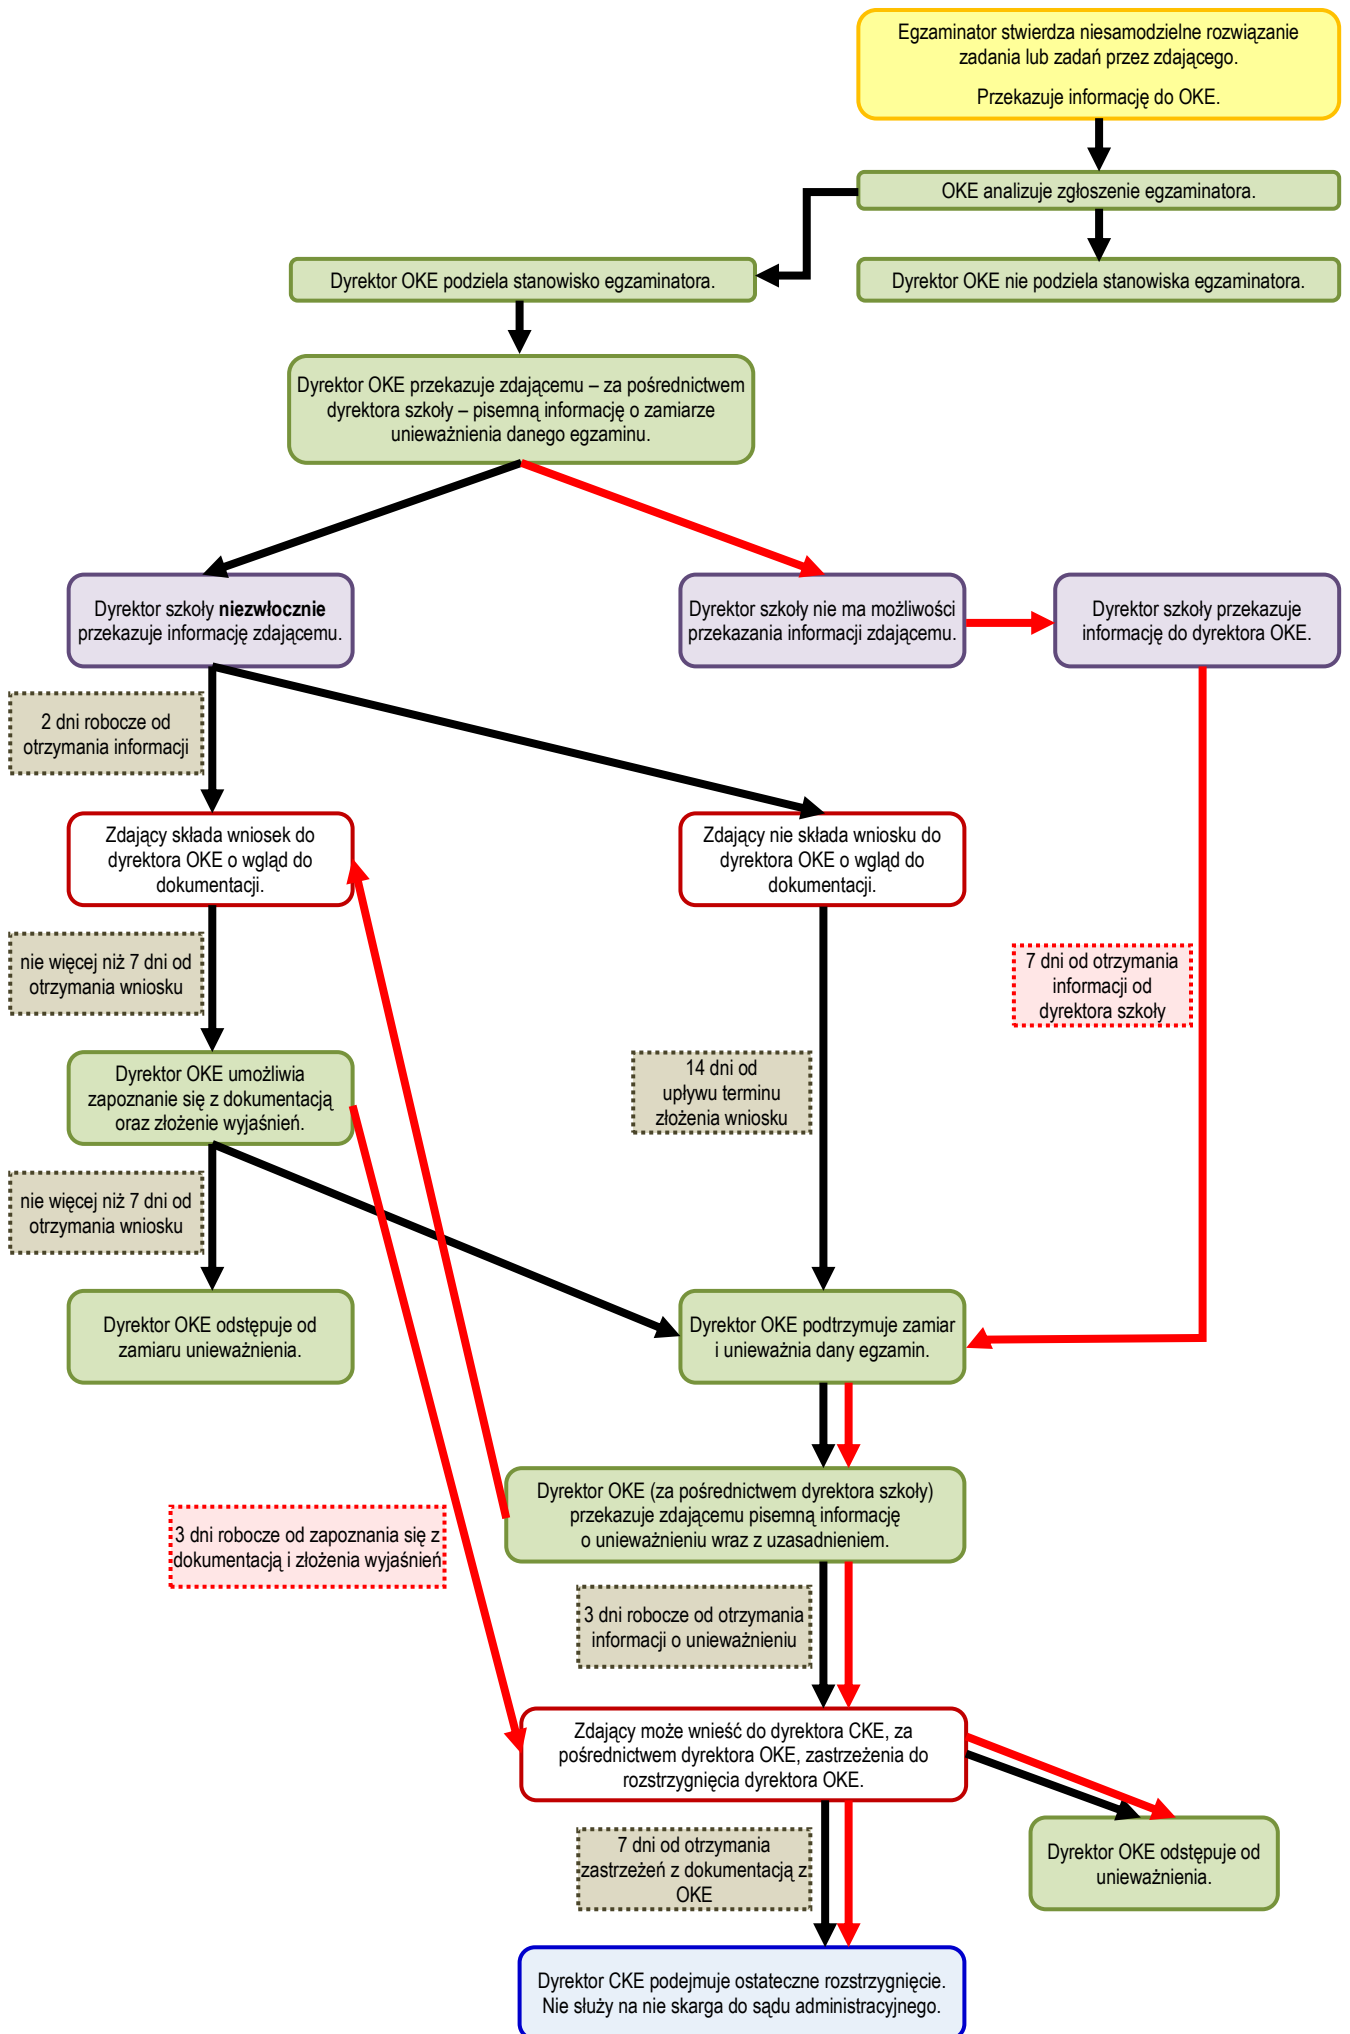 Egzaminator stwierdza niesamodzielne rozwiązanie
zadania lub zadań przez zdającego.
Przekazuje informację do OKE.
OKE analizuje zgłoszenie egzaminatora.
Dyrektor OKE podziela stanowisko egzaminatora.
Dyrektor OKE nie podziela stanowiska egzaminatora.
Dyrektor OKE przekazuje zdającemu – za pośrednictwem
dyrektora szkoły – pisemną informację o zamiarze
unieważnienia danego egzaminu.
Dyrektor szkoły niezwłocznie
przekazuje informację zdającemu.
Dyrektor szkoły nie ma możliwości
przekazania informacji zdającemu.
Dyrektor szkoły przekazuje
informację do dyrektora OKE.
2 dni robocze od
otrzymania informacji
Zdający składa wniosek do
dyrektora OKE o wgląd do
dokumentacji.
Zdający nie składa wniosku do
dyrektora OKE o wgląd do
dokumentacji.
nie więcej niż 7 dni od
otrzymania wniosku
7 dni od otrzymania
informacji od
dyrektora szkoły
Dyrektor OKE umożliwia
zapoznanie się z dokumentacją
oraz złożenie wyjaśnień.
14 dni od
upływu terminu
złożenia wniosku
nie więcej niż 7 dni od
otrzymania wniosku
Dyrektor OKE odstępuje od
zamiaru unieważnienia.
Dyrektor OKE podtrzymuje zamiar
i unieważnia dany egzamin.
Dyrektor OKE (za pośrednictwem dyrektora szkoły)
przekazuje zdającemu pisemną informację
o unieważnieniu wraz z uzasadnieniem.
3 dni robocze od zapoznania się z
dokumentacją i złożenia wyjaśnień
3 dni robocze od otrzymania
informacji o unieważnieniu
Zdający może wnieść do dyrektora CKE, za
pośrednictwem dyrektora OKE, zastrzeżenia do
rozstrzygnięcia dyrektora OKE.
7 dni od otrzymania
zastrzeżeń z dokumentacją z
OKE
Dyrektor OKE odstępuje od
unieważnienia.
Dyrektor CKE podejmuje ostateczne rozstrzygnięcie.
Nie służy na nie skarga do sądu administracyjnego.